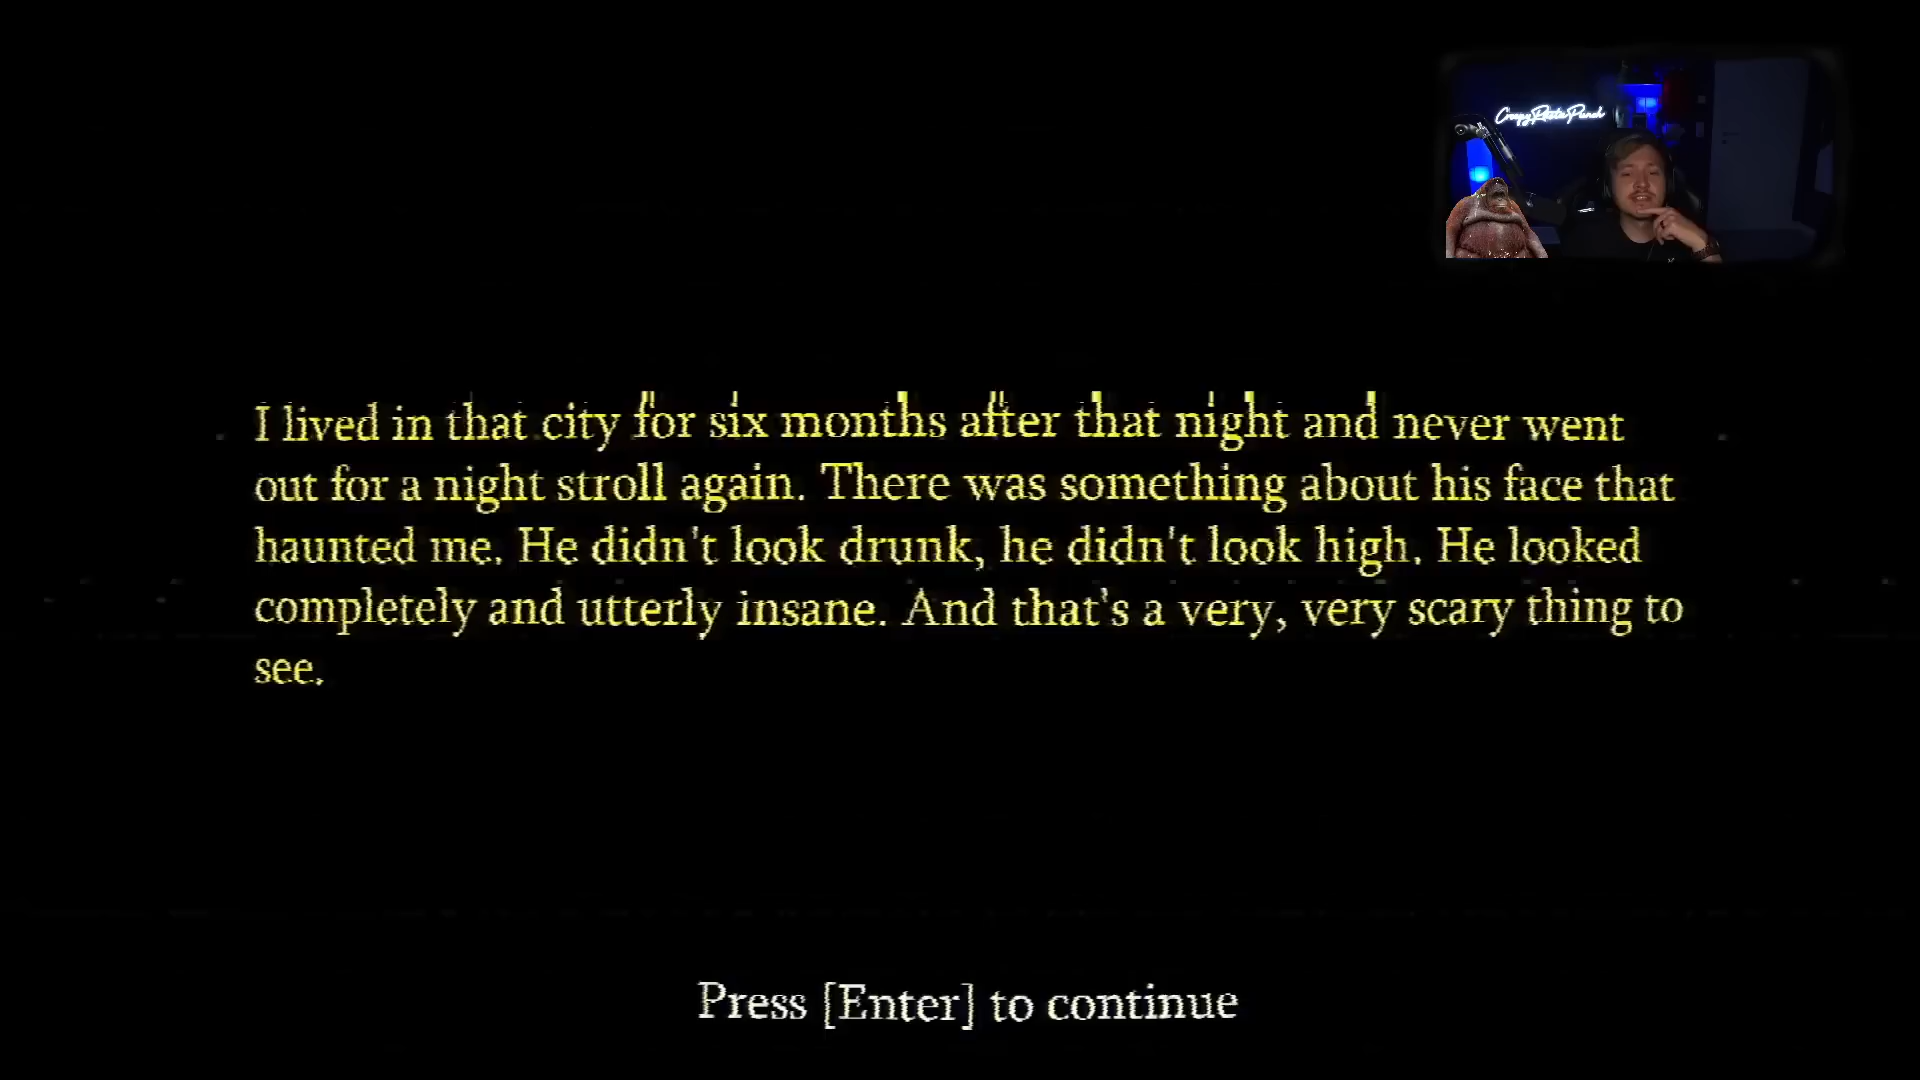 CreepyPastaPunch
I lived in that city for six months after that night and never went
out for a night stroll again. There was something about his face that
haunted me. He didn't look drunk, he didn't look high. He looked
completely and utterly insane. And that's a very, very scary thing to
see.
Press [Enter] to continue